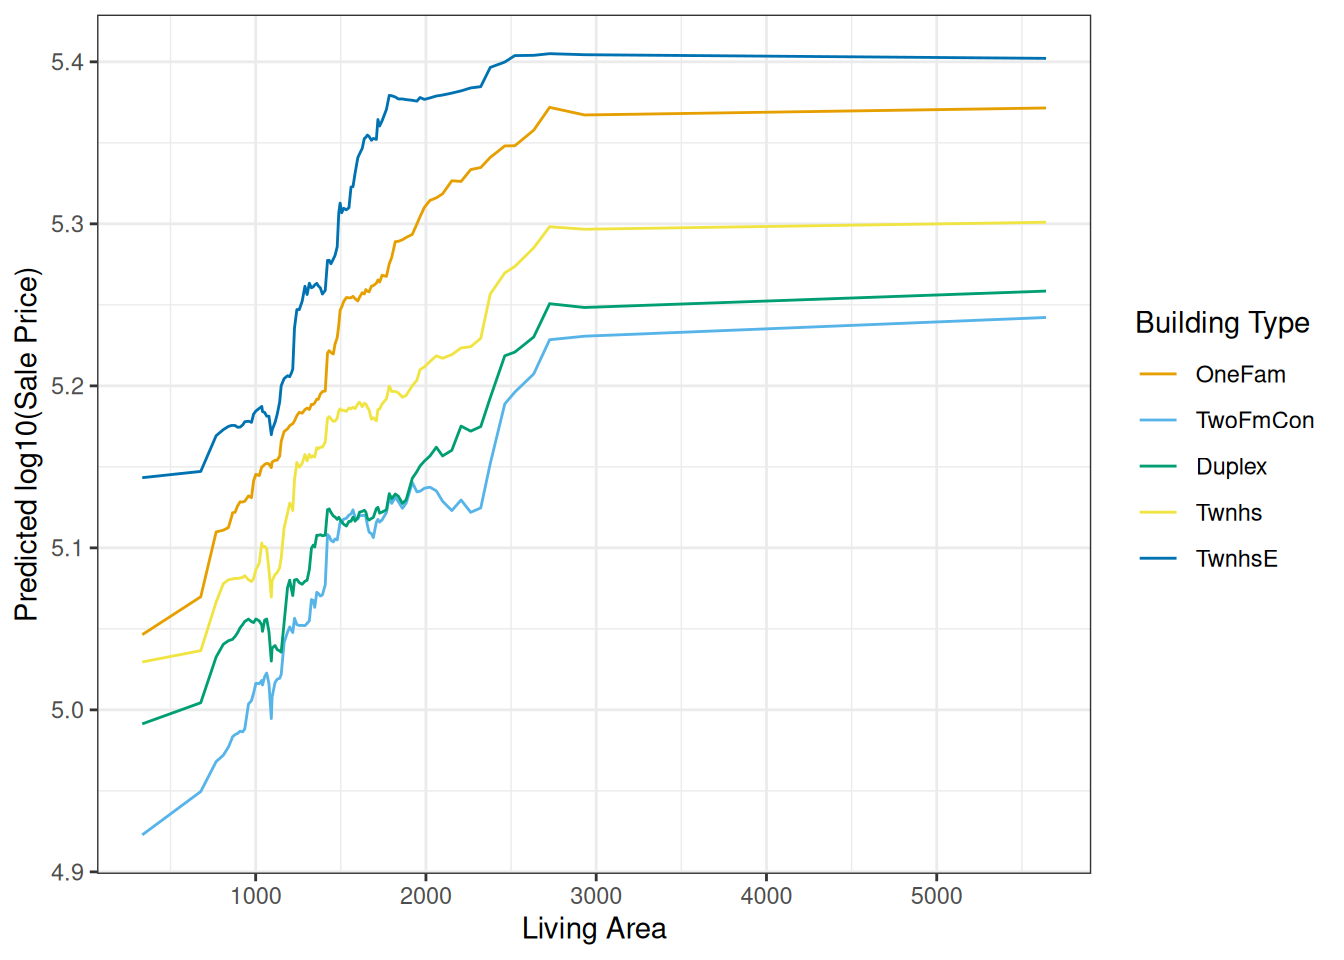 5.4
5.3
5.2
5.1
5.0
4.9
Predicted log10(Sale Price)
1000 2000 3000 4000 5000
Living Area
Building Type
OneFam
TwoFmCon
Duplex
Twnhs
TwnhsE